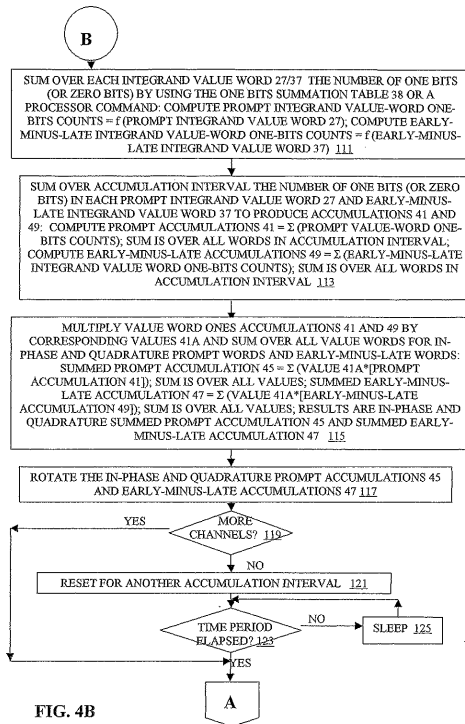 B
SUM OVER EACH INTEGRAND VALUE WORD 27/37 THE NUMBER OF ONE BITS
(OR ZERO BITS) BY USING THE ONE BITS SUMMATION TABLE 38 OR A
PROCESSOR COMMAND: COMPUTE PROMPT INTEGRAND VALUE-WORD ONE-
BITS COUNTS = f (PROMPT INTEGRAND VALUE WORD 27); COMPUTE EARLY-
MINUS-LATE INTEGRAND VALUE-WORD ONE-BITS COUNTS = f (EARLY-MINUS-
LATE INTEGRAND VALUE WORD 37) 111
SUM OVER ACCUMULATION INTERVAL THE NUMBER OF ONE BITS (OR ZERO
BITS) IN EACH PROMPT INTEGRAND VALUE WORD 27 AND EARLY-MINUS-
LATE INTEGRAND VALUE WORD 37 TO PRODUCE ACCUMULATIONS 41 AND
49: COMPUTE PROMPT ACCUMULATIONS 41 = Σ (PROMPT VALUE-WORD ONE-
BITS COUNTS); SUM IS OVER ALL WORDS IN ACCUMULATION INTERVAL;
COMPUTE EARLY-MINUS-LATE ACCUMULATIONS 49 = Σ (EARLY-MINUS-LATE
INTEGRAND VALUE WORD ONE-BITS COUNTS); SUM IS OVER ALL WORDS IN
ACCUMULATION INTERVAL
113
MULTIPLY VALUE WORD ONES ACCUMULATIONS 41 AND 49 BY
CORRESPONDING VALUES 41A AND SUM OVER ALL VALUE WORDS FOR IN-
PHASE AND QUADRATURE PROMPT WORDS AND EARLY-MINUS-LATE WORDS:
SUMMED PROMPT ACCUMULATION 45 = Σ (VALUE 41A*[PROMPT
ACCUMULATION 41]); SUM IS OVER ALL VALUES; SUMMED EARLY-MINUS-
LATE ACCUMULATION 47 = Σ (VALUE 41A*[EARLY-MINUS-LATE
ACCUMULATION 49]); SUM IS OVER ALL VALUES; RESULTS ARE IN-PHASE AND
QUADRATURE SUMMED PROMPT ACCUMULATION 45 AND SUMMED EARLY-
MINUS-LATE ACCUMULATION 47 115
ROTATE THE IN-PHASE AND QUADRATURE PROMPT ACCUMULATIONS 45
AND EARLY-MINUS-LATE ACCUMULATIONS 47 117
YES
MORE
CHANNELS? 119
NO
RESET FOR ANOTHER ACCUMULATION INTERVAL 121
TIME PERIOD
ELAPSED? 123
NO
SLEEP 125
YES
A
FIG. 4B